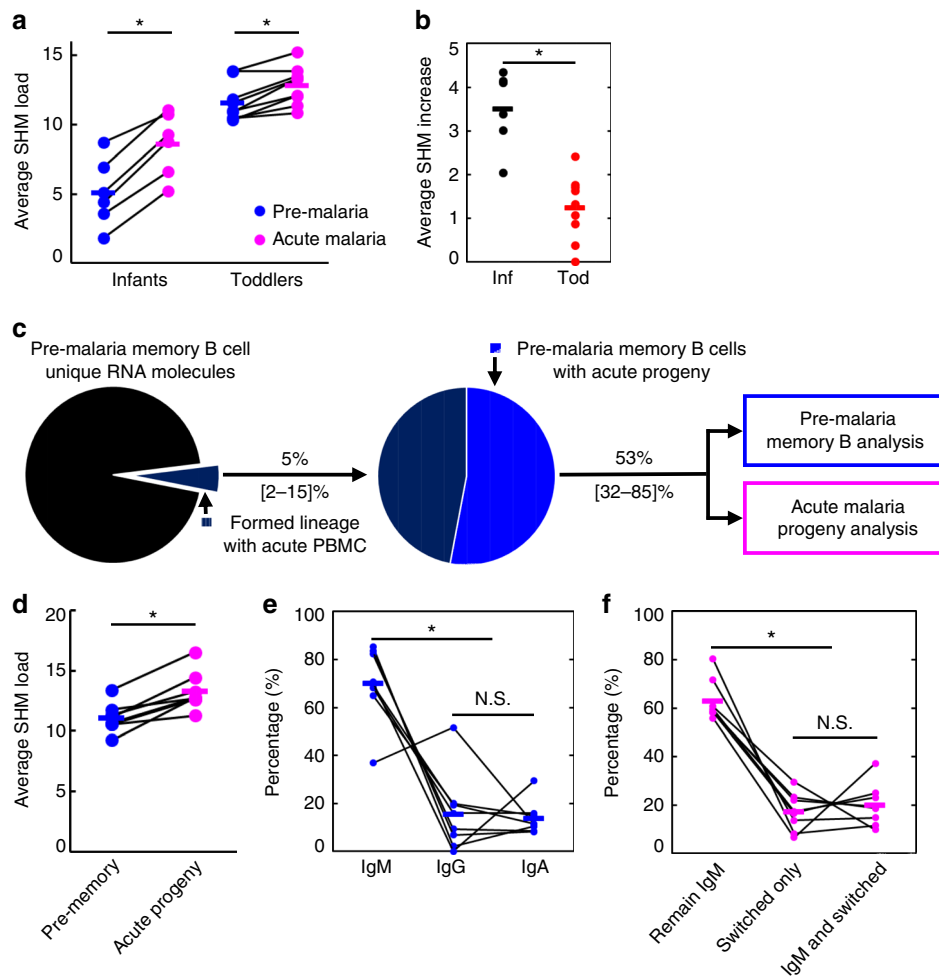 a
*
*
Average SHM load
15
10
5
0
Pre-malaria
Acute malaria
Infants
Toddlers
b
*
Average SHM increase
5
4
3
2
1
0
Inf
Tod
c
Pre-malaria memory B cell
unique RNA molecules
Pre-malaria memory B cells
with acute progeny
5%
[2–15]%
Formed lineage
with acute PBMC
53%
[32–85]%
Pre-malaria
memory B analysis
Acute malaria
progeny analysis
d
*
Average SHM load
20
15
10
5
0
Pre-memory
Acute progeny
e
*
N.S.
Percentage (%)
100
80
60
40
20
0
IgM
IgG
IgA
f
*
N.S.
Percentage (%)
100
80
60
40
20
0
Remain IgM
Switched only
IgM and switched